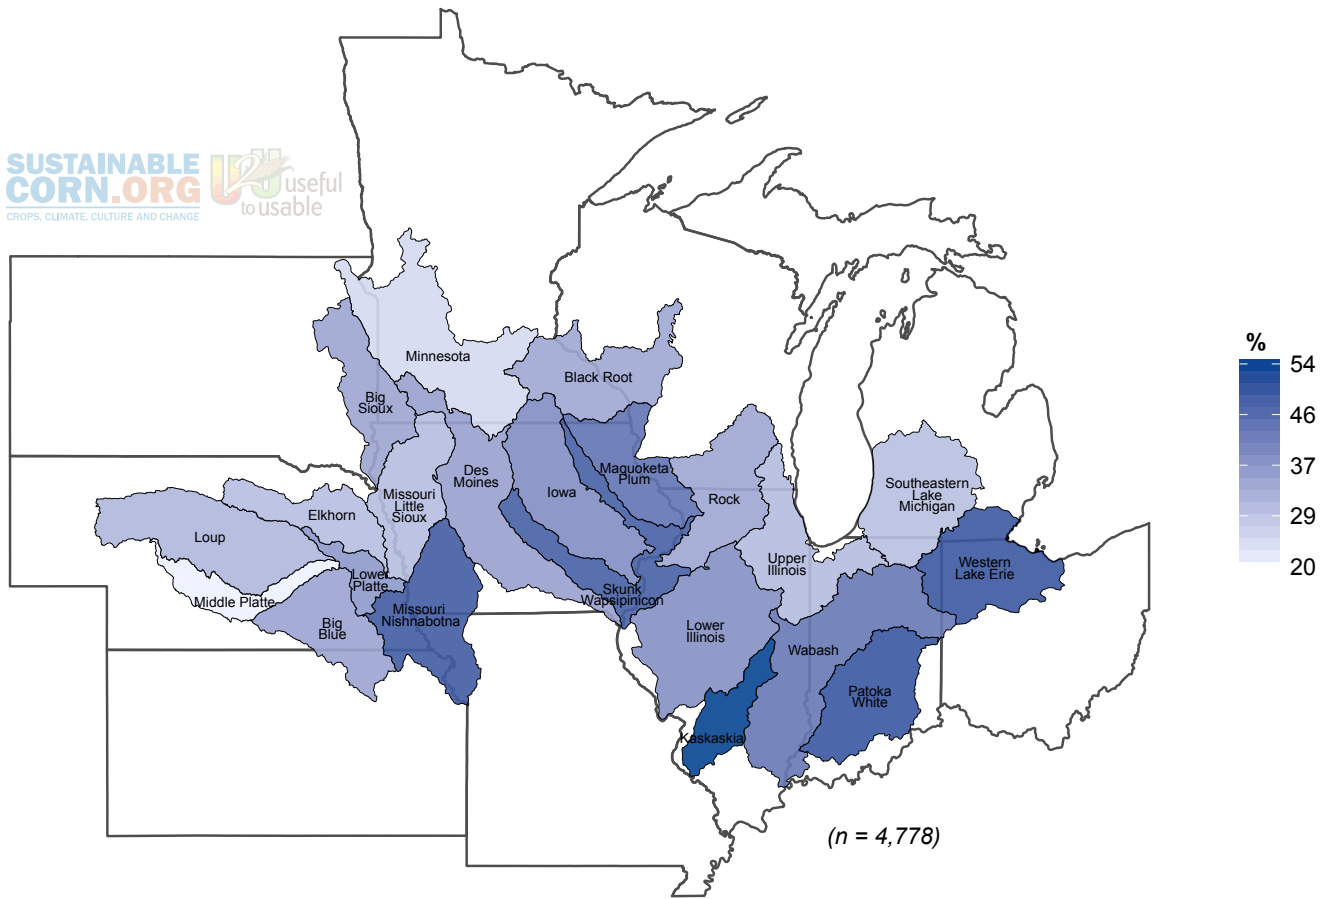 SUSTAINABLE
CORN.ORG
CROPS, CLIMATE, CULTURE AND CHANGE
U2U
useful
to usable
Minnesota
Black Root
Big
Sioux
Des
Moines
Maquoketa
Plum
Iowa
Rock
Missouri
Little
Sioux
Elkhorn
Loup
Southeastern
Lake
Michigan
Upper
Illinois
Western
Lake Erie
Lower
Platte
Middle Platte
Missouri
Nishnabotna
Skunk
Wapsipinicon
Big
Blue
Lower
Illinois
Wabash
Patoka
White
Kaskaskia
%
54
46
37
29
20
(n = 4,778)